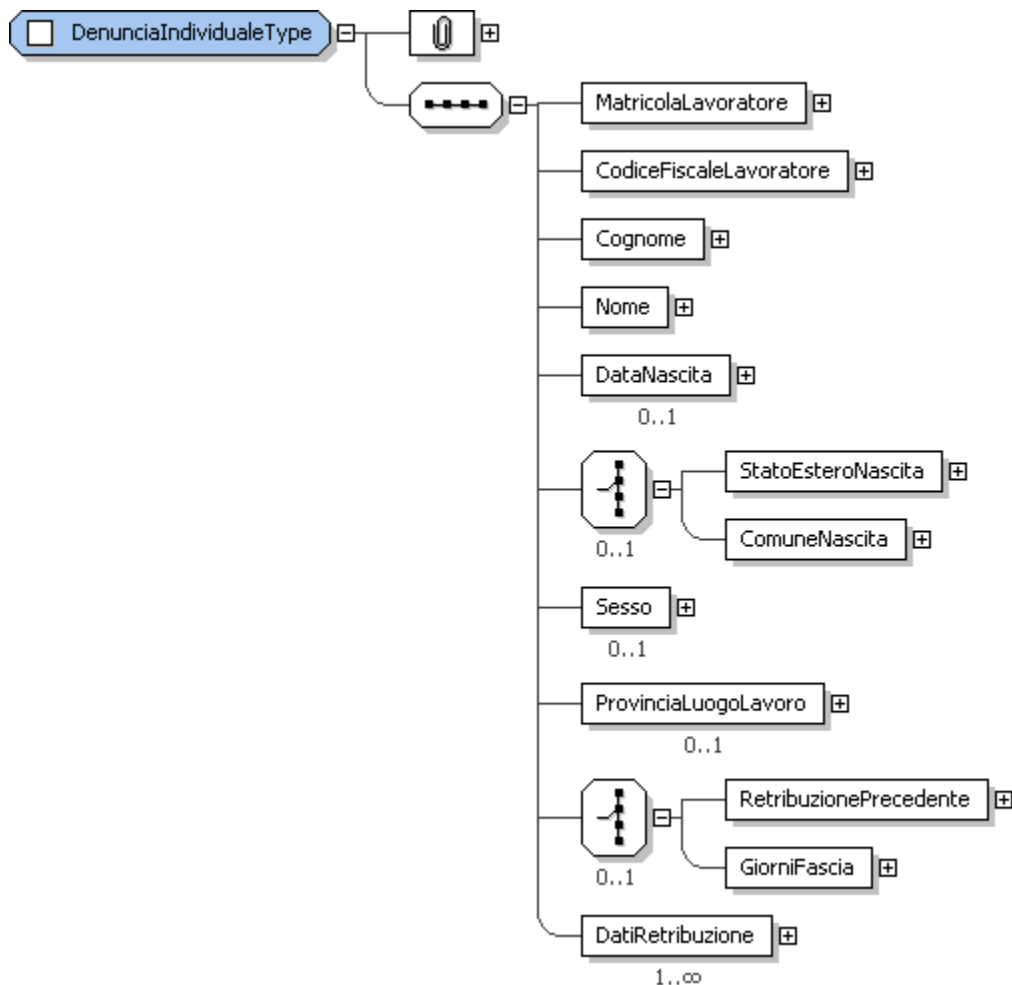 DenunciaIndividualeType
MatricolaLavoratore
CodiceFiscaleLavoratore
Cognome
Nome
DataNascita
0..1
StatoEsteroNascita
ComuneNascita
0..1
Sesso
0..1
ProvinciaLuogoLavoro
0..1
RetribuzionePrecedente
GiorniFascia
0..1
DatiRetribuzione
1..∞